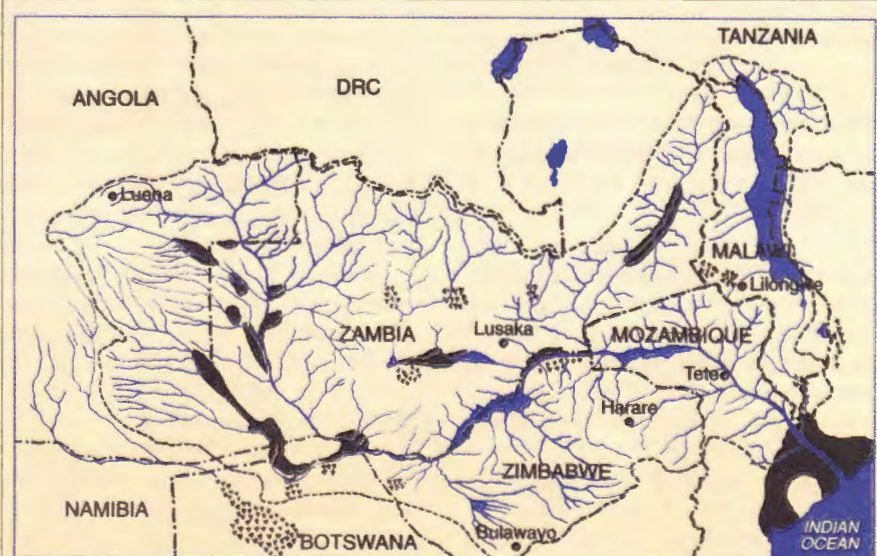 TANZANIA
DRC
ANGOLA
Luena
MALAWI
Lilongwe
ZAMBIA
Lusaka
MOZAMBIQUE
Tete
Harare
ZIMBABWE
NAMIBIA
BOTSWANA
Bulawayo
INDIAN
OCEAN